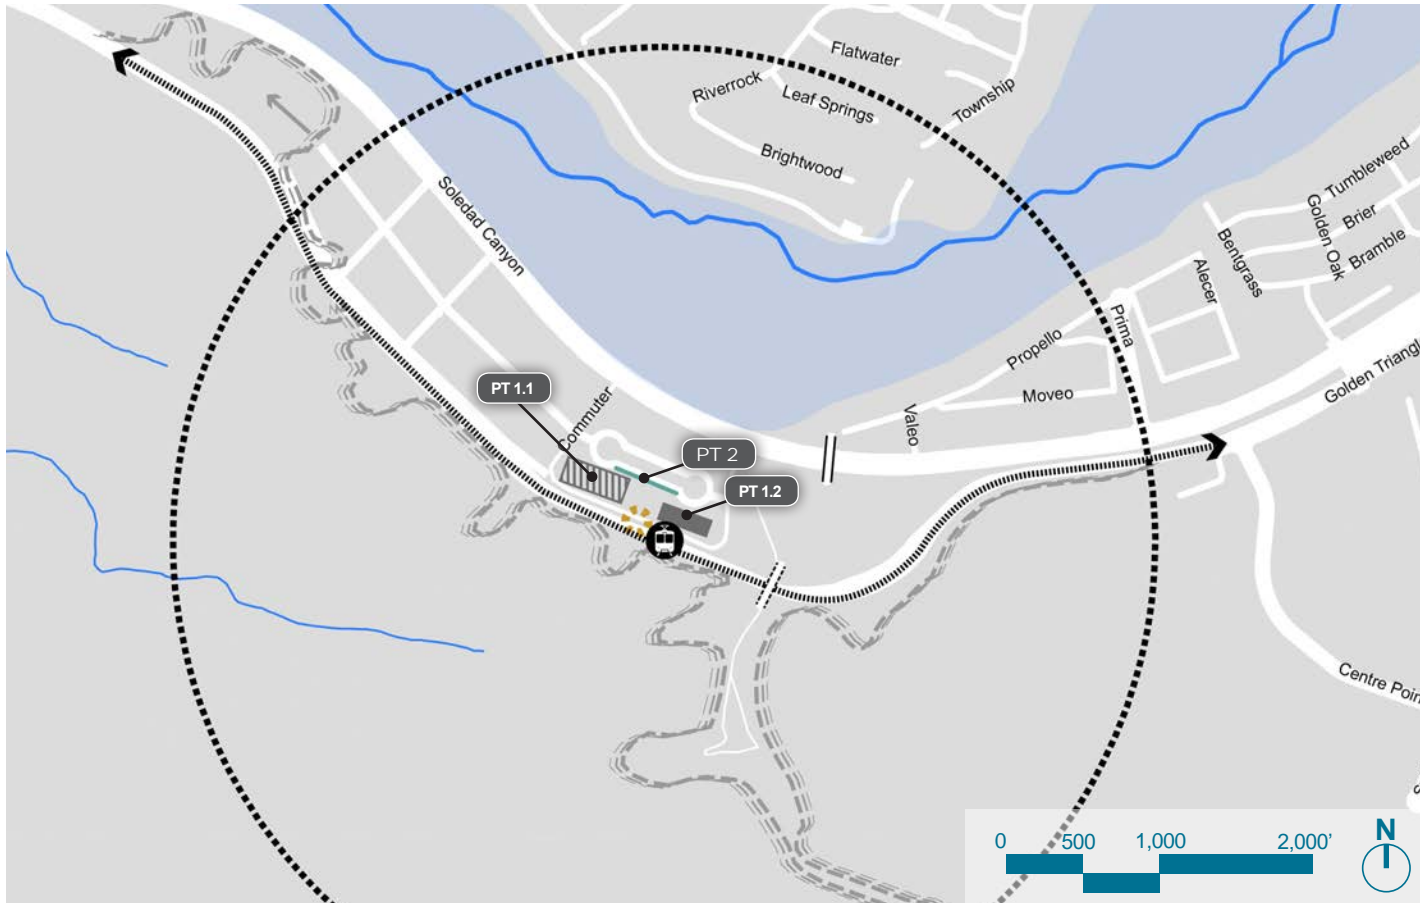 Flatwater
Riverrock
Leaf Springs
Township
Brightwood
Soledad Canyon
Tumbleweed
Golden Oak
Brier
Bramble
Bentgrass
Alecer
Prima
Propello
Moveo
Valeo
Golden Triangl
PT 1.1
Commuter
PT 2
PT 1.2
Centre Poin
S
0 500 1,000 2,000'
N